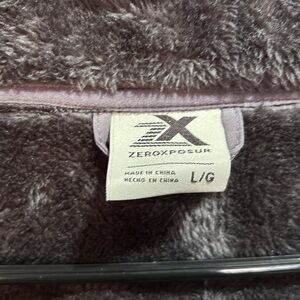 ZX
ZEROXPOSUR
MADE IN CHINA
HECHO EN CHINA L/G